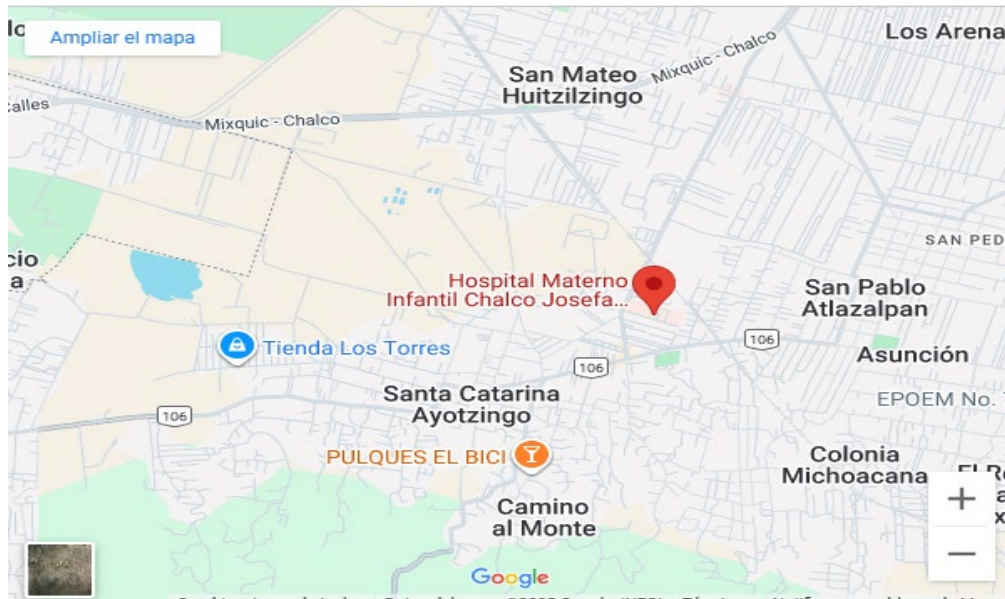 Ampliar el mapa
Los Arena
San Mateo
Huitzilzingo
Mixquic - Chalco
Calles
Mixquic - Chalco
SAN PED
cio
a
Hospital Materno
Infantil Chalco Josefa...
San Pablo
Atlazalpan
Tienda Los Torres
106
106
Asunción
Santa Catarina
Ayotzingo
EPOEM No.
106
PULQUES EL BICI
Colonia
Michoacana
Camino
al Monte
+
−
Google